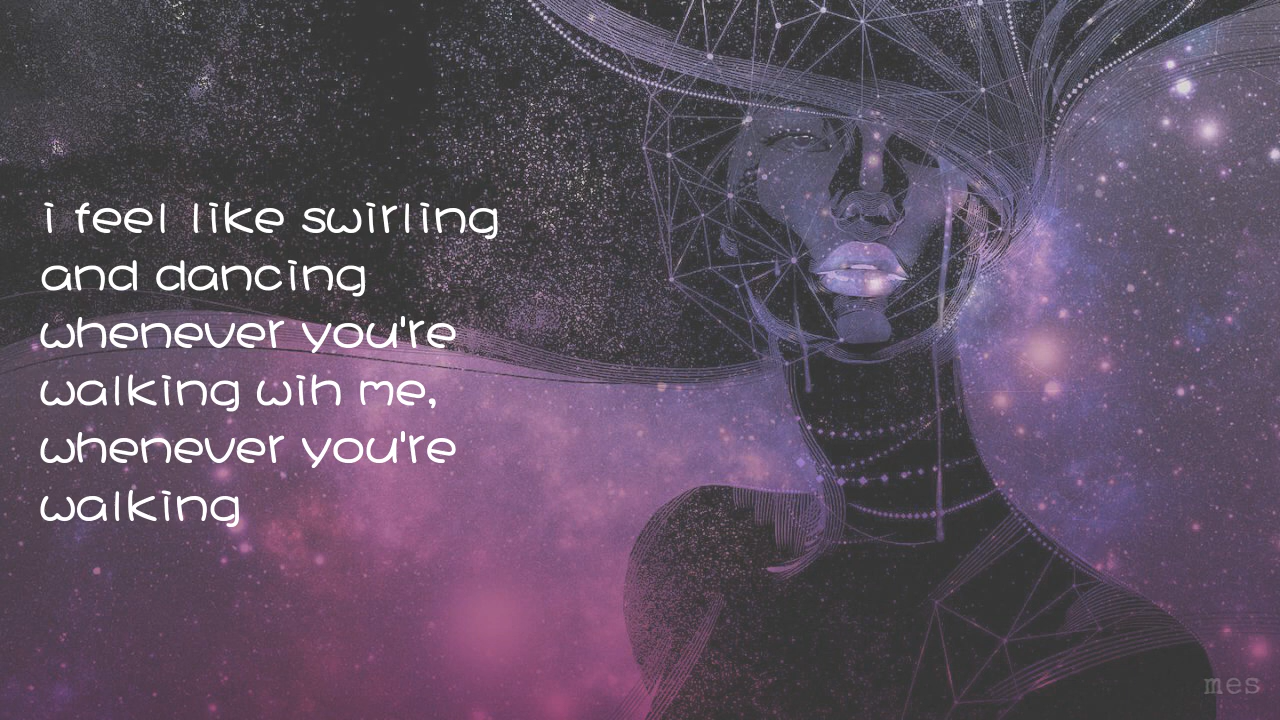 i feel like swirling
and dancing
whenever you're
walking wih me,
whenever you're
walking
mes